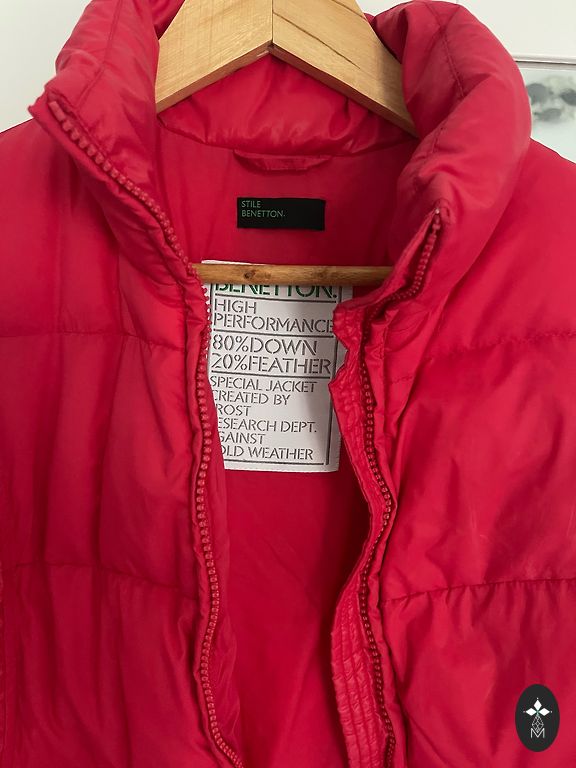 STILE
BENETTON.
BENETTON.
HIGH
PERFORMANCE
80%DOWN
20%FEATHER
SPECIAL JACKET
CREATED BY
ROST
ESEARCH DEPT.
GAINST
OLD WEATHER
M